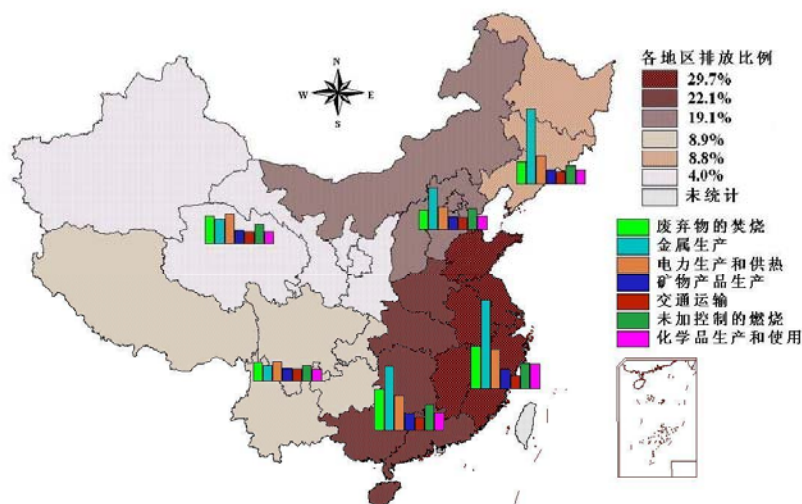 N
W E
S
各地区排放比例
29.7%
22.1%
19.1%
8.9%
8.8%
4.0%
未统计
废弃物的焚烧
金属生产
电力生产和供热
矿物产品生产
交通运输
未加控制的燃烧
化学品生产和使用